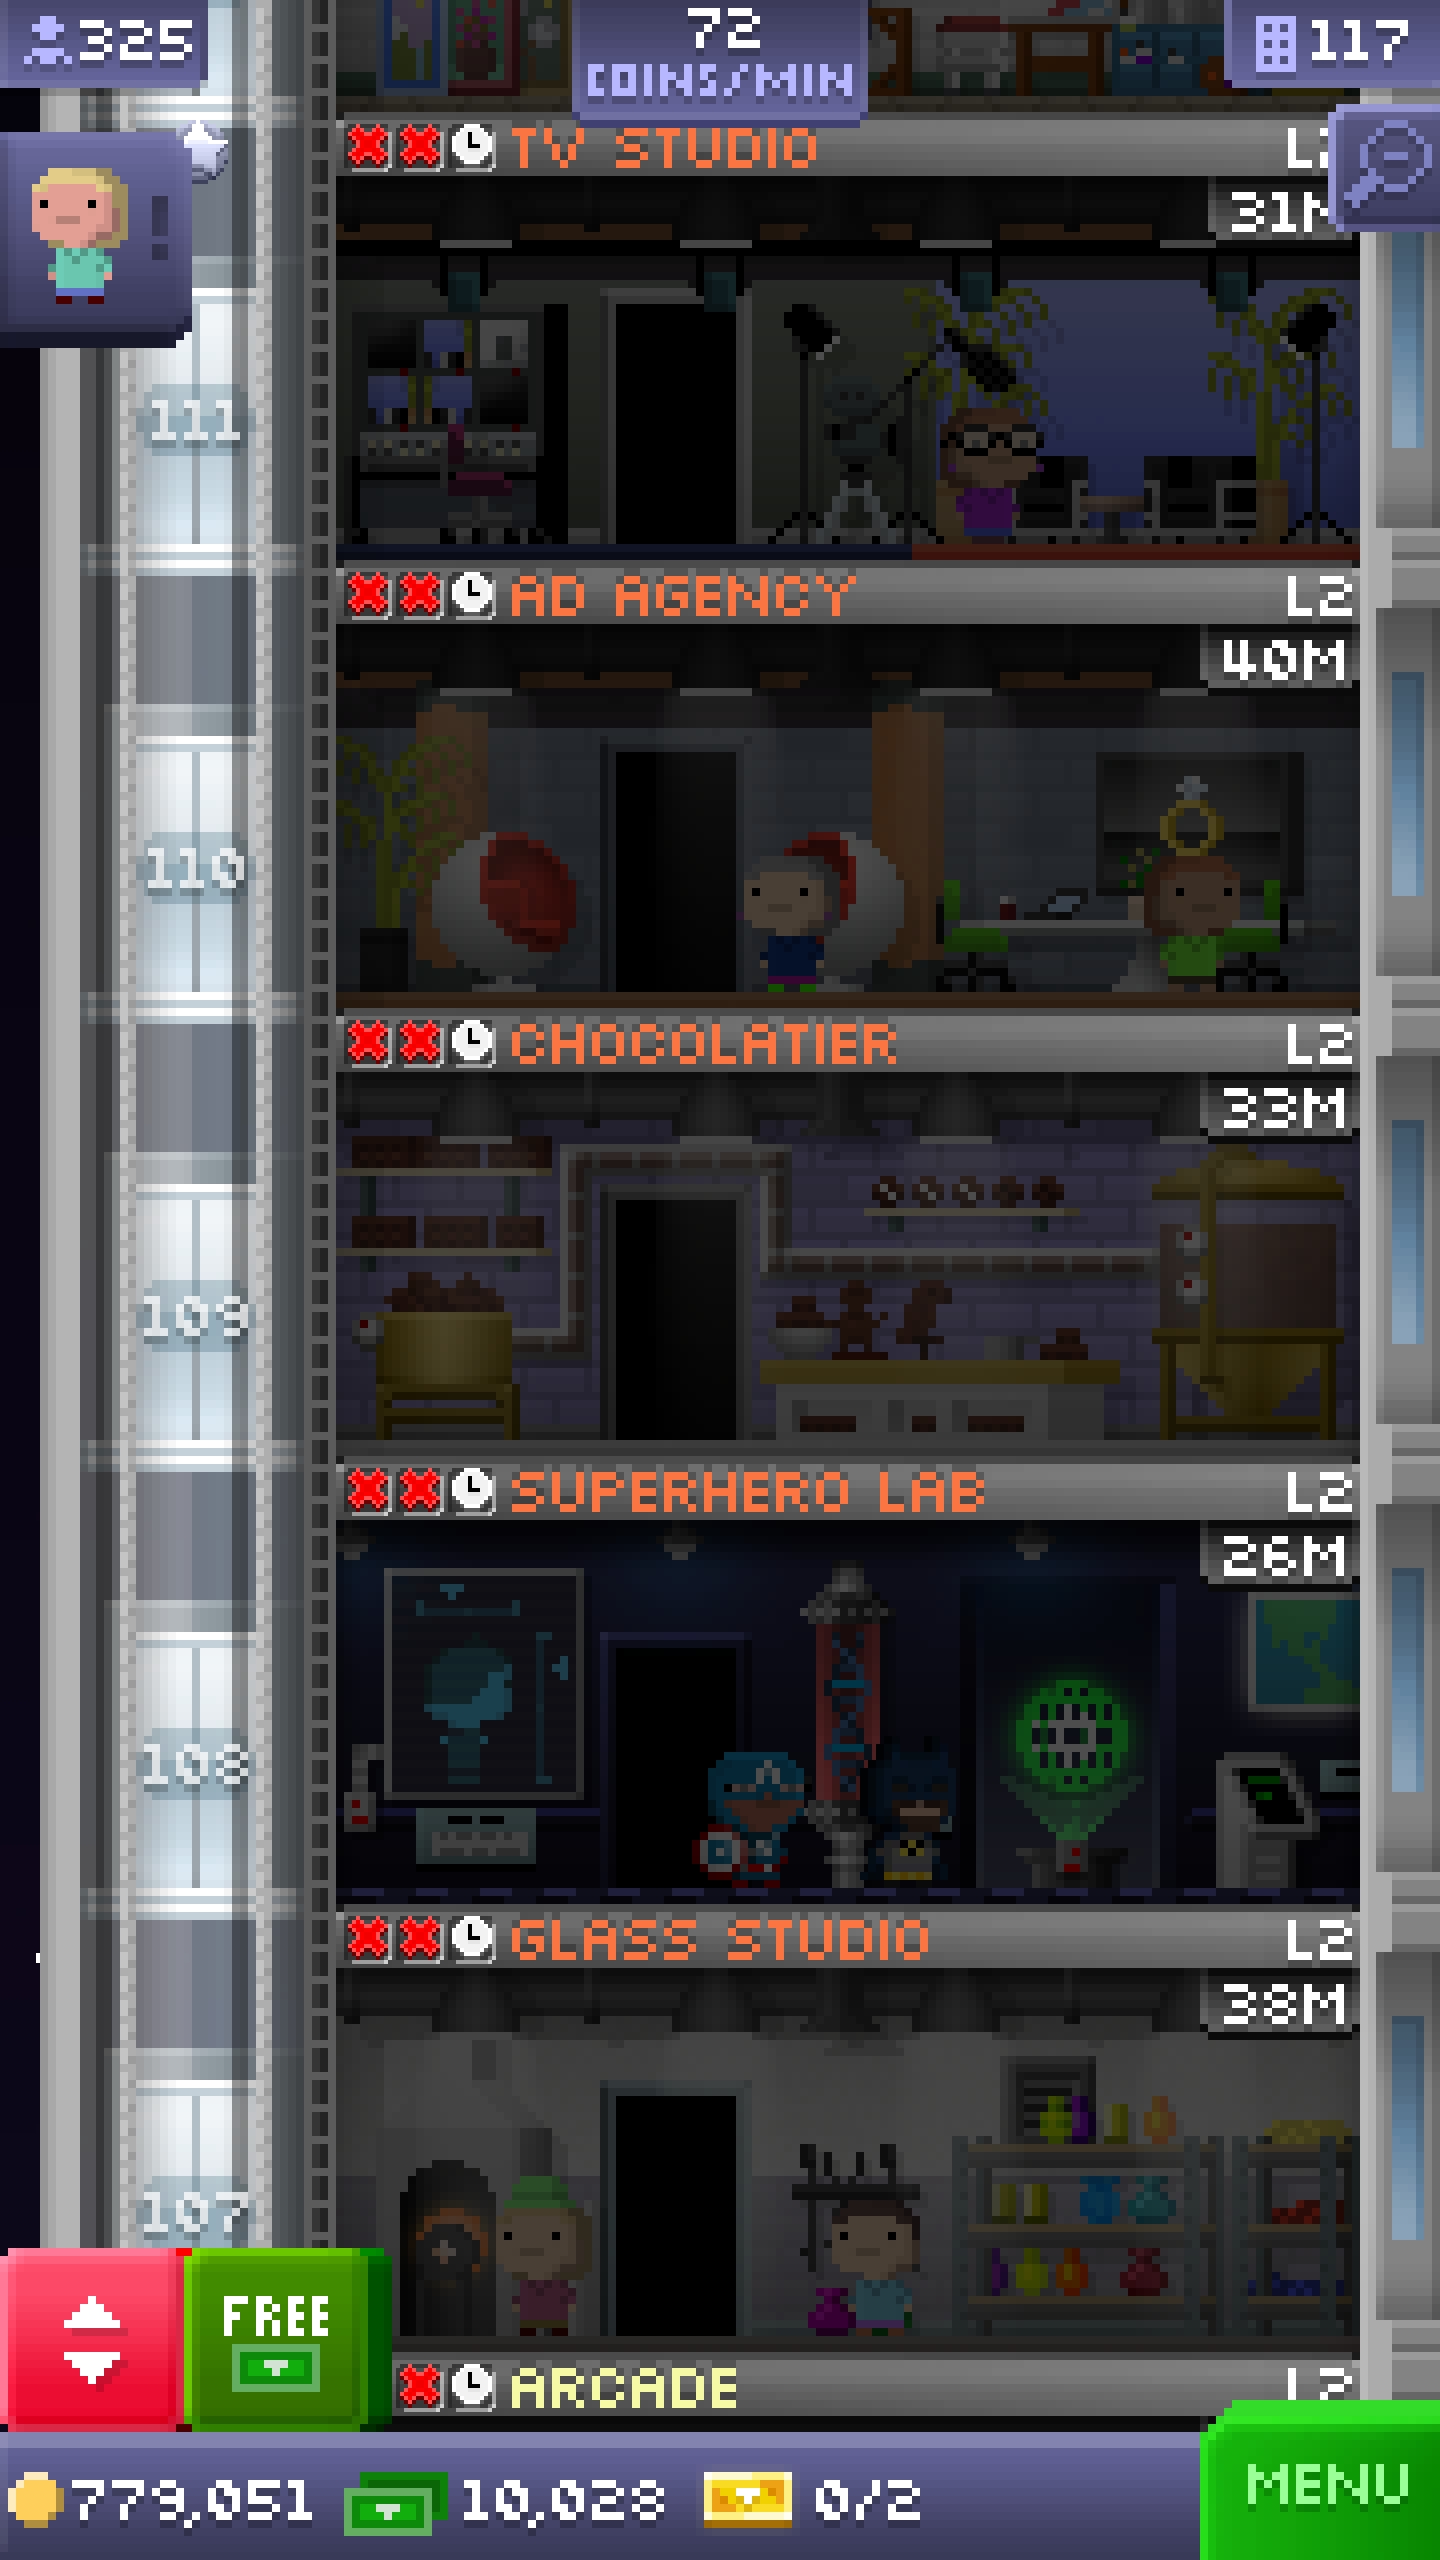 325
72
COINS/MIN
117
TV STUDIO
31M
111
AD AGENCY L2
40M
110
CHOCOLATIER L2
33M
109
SUPERHERO LAB L2
26M
108
GLASS STUDIO L2
38M
107
FREE
ARCADE L2
779,051 10,028 0/2
MENU